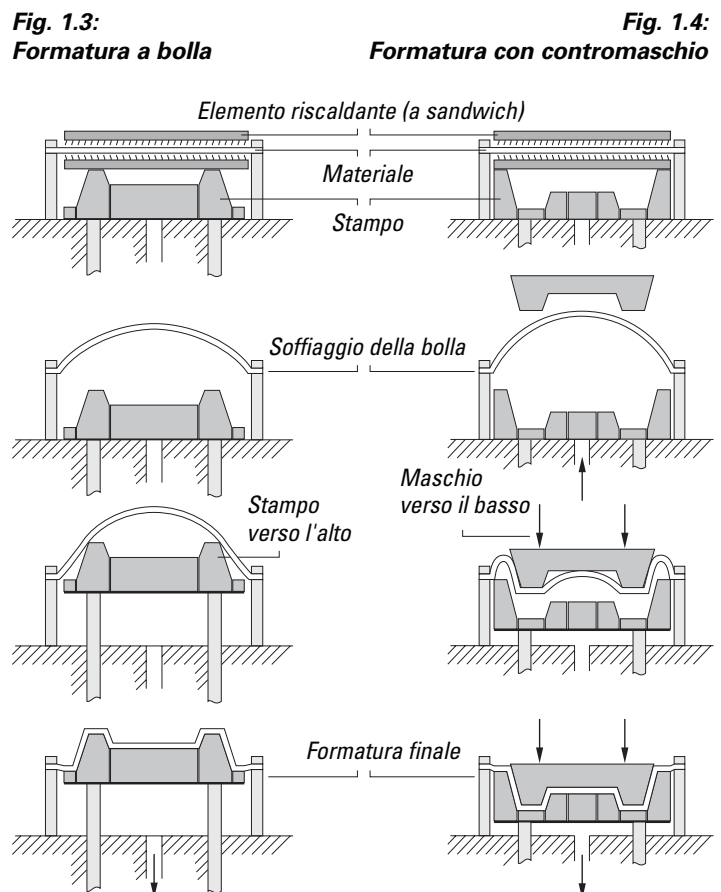 Fig. 1.3:
Formatura a bolla
Fig. 1.4:
Formatura con contromaschio
Elemento riscaldante (a sandwich)
Materiale
Stampo
Soffiaggio della bolla
Stampo
verso l'alto
Maschio
verso il basso
Formatura finale